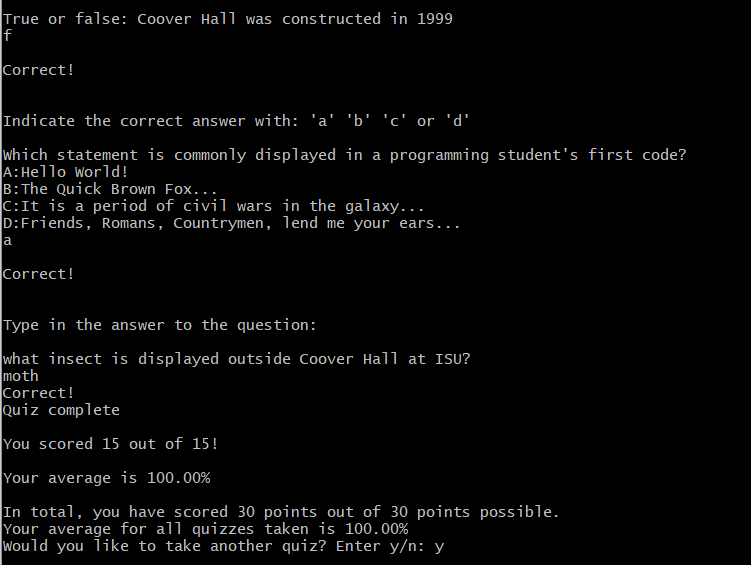 True or false: Coover Hall was constructed in 1999
f
Correct!
Indicate the correct answer with: 'a' 'b' 'c' or 'd'
Which statement is commonly displayed in a programming student's first code?
A:Hello World!
B:The Quick Brown Fox...
C:It is a period of civil wars in the galaxy...
D:Friends, Romans, Countrymen, lend me your ears...
a
Correct!
Type in the answer to the question:
what insect is displayed outside Coover Hall at ISU?
moth
Correct!
Quiz complete
You scored 15 out of 15!
Your average is 100.00%
In total, you have scored 30 points out of 30 points possible.
Your average for all quizzes taken is 100.00%
Would you like to take another quiz? Enter y/n: y